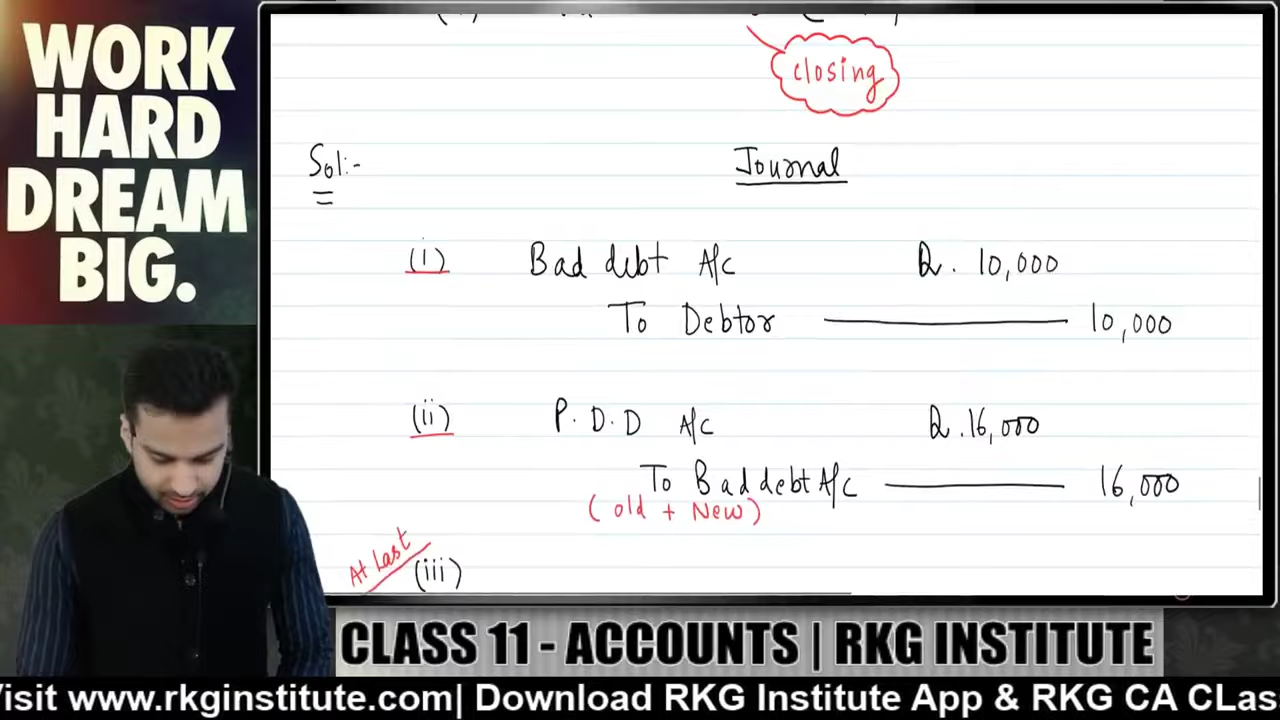 WORK
HARD
DREAM
BIG.
closing
Sol:-
Journal
(i) Bad debt A/c Dr. 10,000
To Debtor 10,000
(ii) P.D.D A/c Dr. 16,000
To Bad debt A/c 16,000
(old + New)
At Last
(iii)
CLASS 11 - ACCOUNTS | RKG INSTITUTE
isit www.rkginstitute.com| Download RKG Institute App & RKG CA CLas